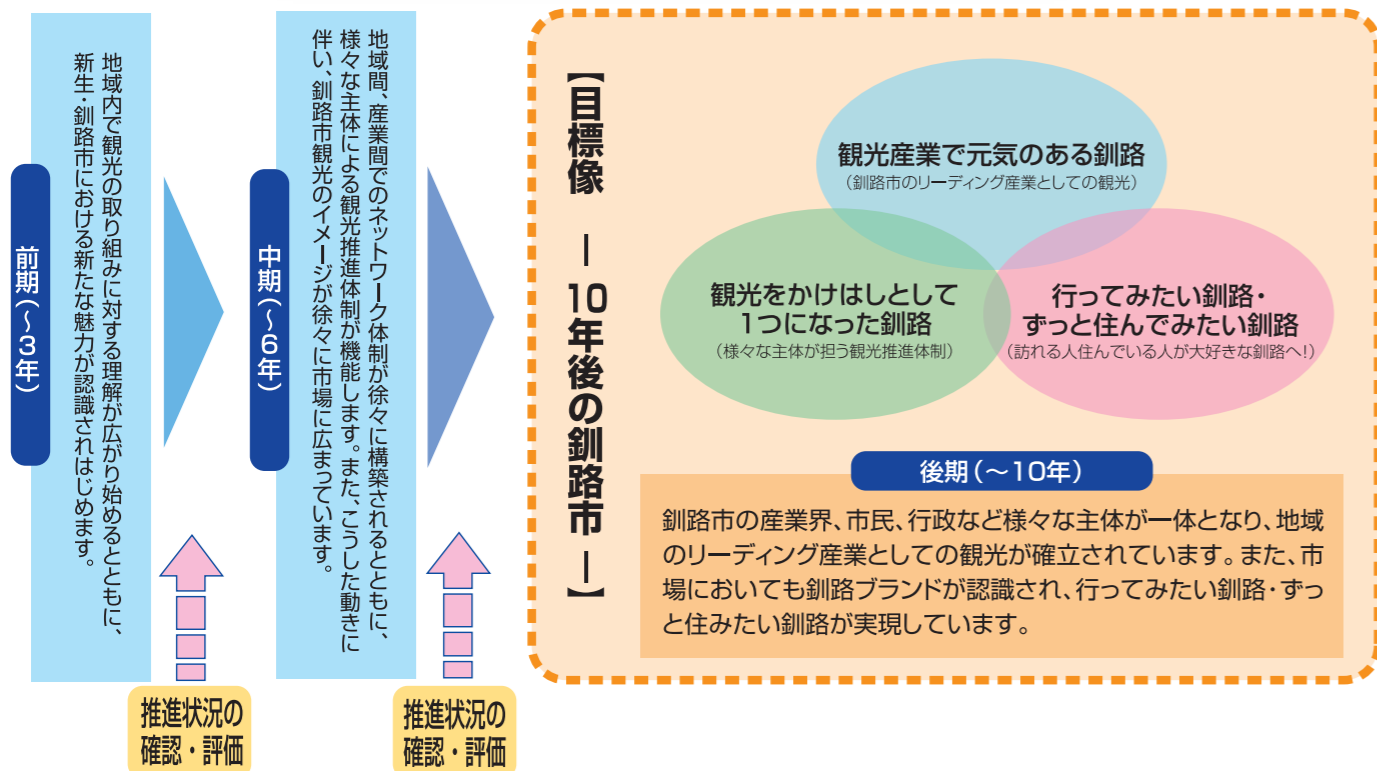 前期(～3年)
地域内で観光の取り組みに対する理解が広がり始めるとともに、
新生・釧路市における新たな魅力が認識されはじめます。
推進状況の
確認・評価
中期(～6年)
地域間、産業間でのネットワーク体制が徐々に構築されるとともに、
様々な主体による観光推進体制が機能します。また、こうした動きに
伴い、釧路市観光のイメージが徐々に市場に広まっています。
推進状況の
確認・評価
【目標像 ― 10年後の釧路市 ―】
観光産業で元気のある釧路
(釧路市のリーディング産業としての観光)
観光をかけはしとして
1つになった釧路
(様々な主体が担う観光推進体制)
行ってみたい釧路・
ずっと住んでみたい釧路
(訪れる人住んでいる人が大好きな釧路へ!)
後期(～10年)
釧路市の産業界、市民、行政など様々な主体が一体となり、地域
のリーディング産業としての観光が確立されています。また、市
場においても釧路ブランドが認識され、行ってみたい釧路・ずっ
と住みたい釧路が実現しています。